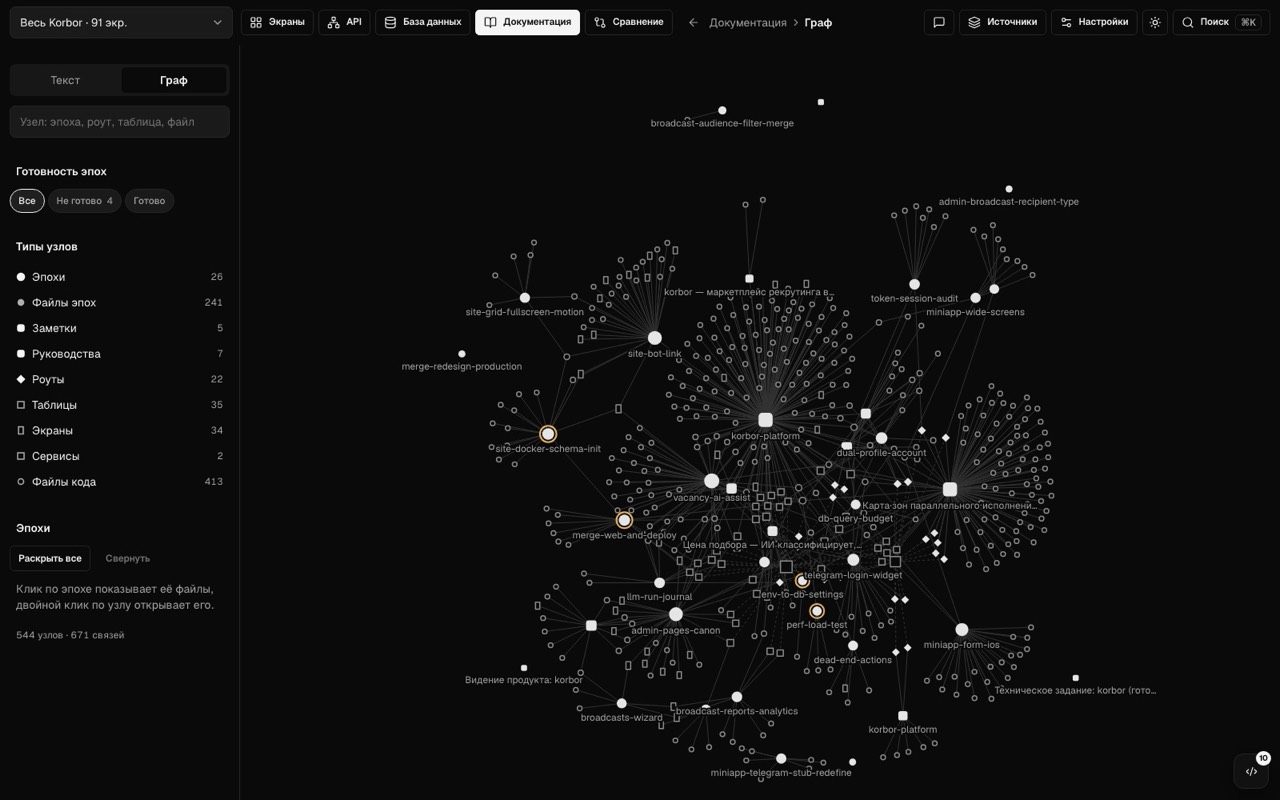 Весь Korbor · 91 экр.
Экраны
API
База данных
Документация
Сравнение
Документация
Граф
Источники
Настройки
Поиск
⌘K
Текст
Граф
Узел: эпоха, роут, таблица, файл
Готовность эпох
Все
Не готово 4
Готово
Типы узлов
Эпохи 26
Файлы эпох 241
Заметки 5
Руководства 7
Роуты 22
Таблицы 35
Экраны 34
Сервисы 2
Файлы кода 413
Эпохи
Раскрыть все
Свернуть
Клик по эпохе показывает её файлы,
двойной клик по узлу открывает его.
544 узлов · 671 связей
broadcast-audience-filter-merge
admin-broadcast-recipient-type
korbor — маркетплейс рекрутинга в…
token-session-audit
site-grid-fullscreen-motion
miniapp-wide-screens
site-bot-link
merge-redesign-production
korbor-platform
site-docker-schema-init
dual-profile-account
vacancy-ai-assist
Карта зон параллельного исполнени…
db-query-budget
merge-web-and-deploy
Цена подбора — ИИ классифицирует,…
telegram-login-widget
llm-run-journal
env-to-db-settings
perf-load-test
admin-pages-canon
miniapp-form-ios
dead-end-actions
Видение продукта: korbor
Техническое задание: korbor (гото…
broadcast-reports-analytics
broadcasts-wizard
korbor-platform
miniapp-telegram-stub-redefine
10